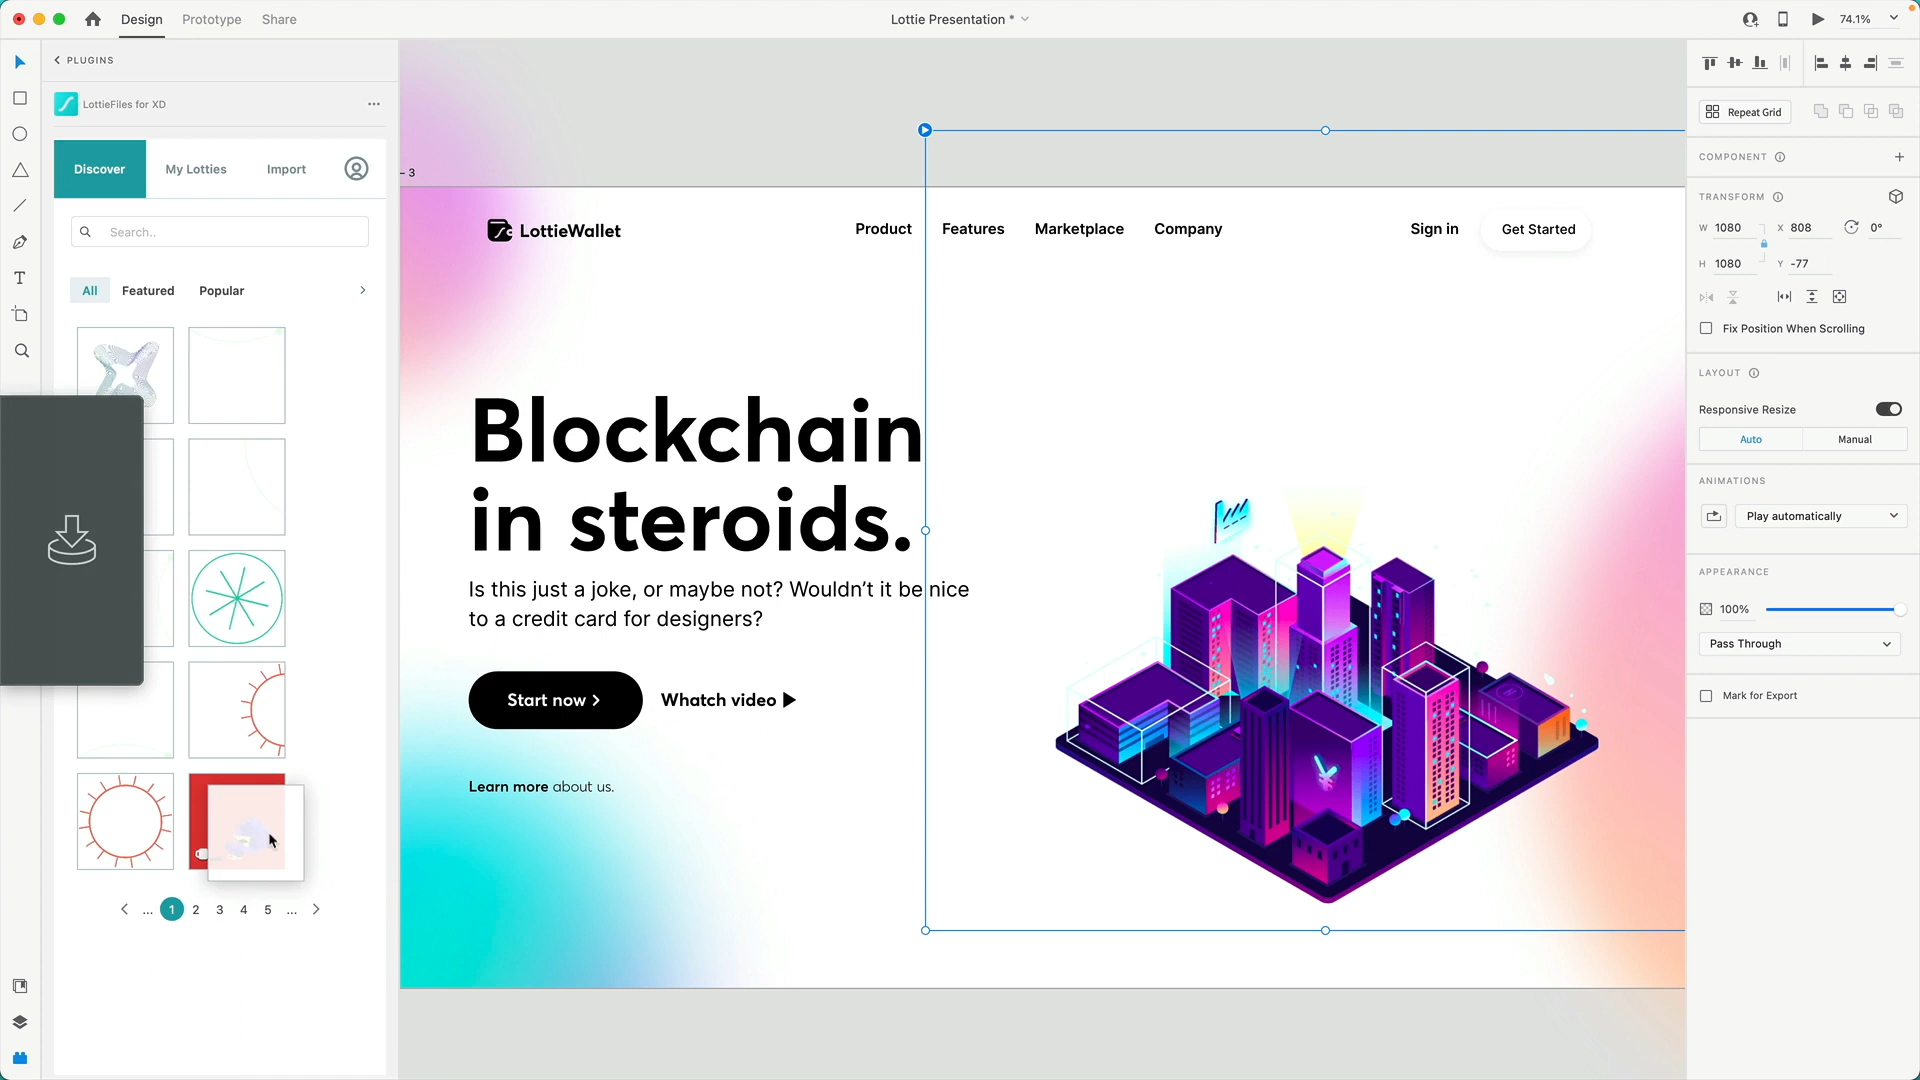 Design
Prototype
Share
Lottie Presentation *
74.1%
PLUGINS
LottieFiles for XD
Discover
My Lotties
Import
Search..
All
Featured
Popular
... 1 2 3 4 5 ...
– 3
LottieWallet
Product
Features
Marketplace
Company
Sign in
Get Started
Blockchain
in steroids.
Is this just a joke, or maybe not? Wouldn’t it be nice
to a credit card for designers?
Start now
Whatch video
Learn more about us.
Repeat Grid
COMPONENT
TRANSFORM
W 1080
X 808
0°
H 1080
Y -77
Fix Position When Scrolling
LAYOUT
Responsive Resize
Auto
Manual
ANIMATIONS
Play automatically
APPEARANCE
100%
Pass Through
Mark for Export